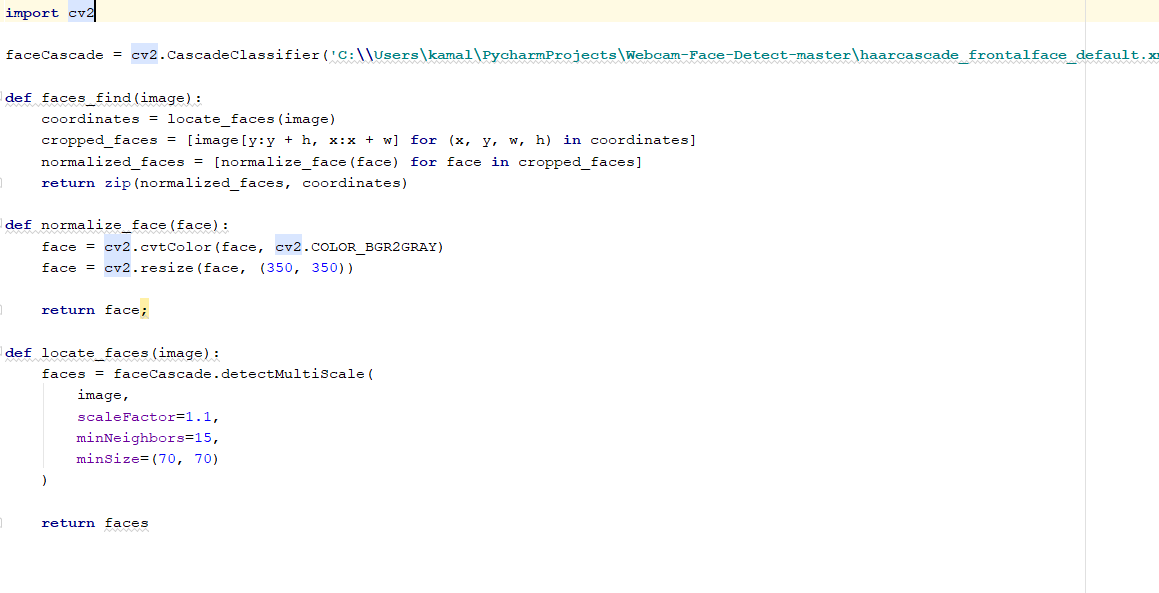 import cv2
faceCascade = cv2.CascadeClassifier('C:\\Users\kamal\PycharmProjects\Webcam-Face-Detect-master\haarcascade_frontalface_default.x
def faces_find(image):
    coordinates = locate_faces(image)
    cropped_faces = [image[y:y + h, x:x + w] for (x, y, w, h) in coordinates]
    normalized_faces = [normalize_face(face) for face in cropped_faces]
    return zip(normalized_faces, coordinates)
def normalize_face(face):
    face = cv2.cvtColor(face, cv2.COLOR_BGR2GRAY)
    face = cv2.resize(face, (350, 350))
    return face;
def locate_faces(image):
    faces = faceCascade.detectMultiScale(
        image,
        scaleFactor=1.1,
        minNeighbors=15,
        minSize=(70, 70)
    )
    return faces